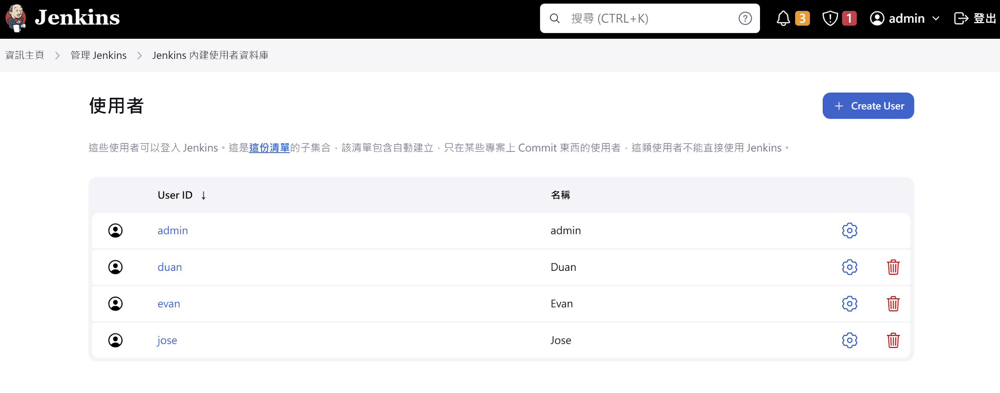 Jenkins
搜尋 (CTRL+K)
3
1
admin
登出
資訊主頁 > 管理 Jenkins > Jenkins 內建使用者資料庫
使用者
+ Create User
這些使用者可以登入 Jenkins。這是這份清單的子集合，該清單包含自動建立，只在某些專案上 Commit 東西的使用者，這類使用者不能直接使用 Jenkins。
User ID ↓ 名稱
admin admin
duan Duan
evan Evan
jose Jose